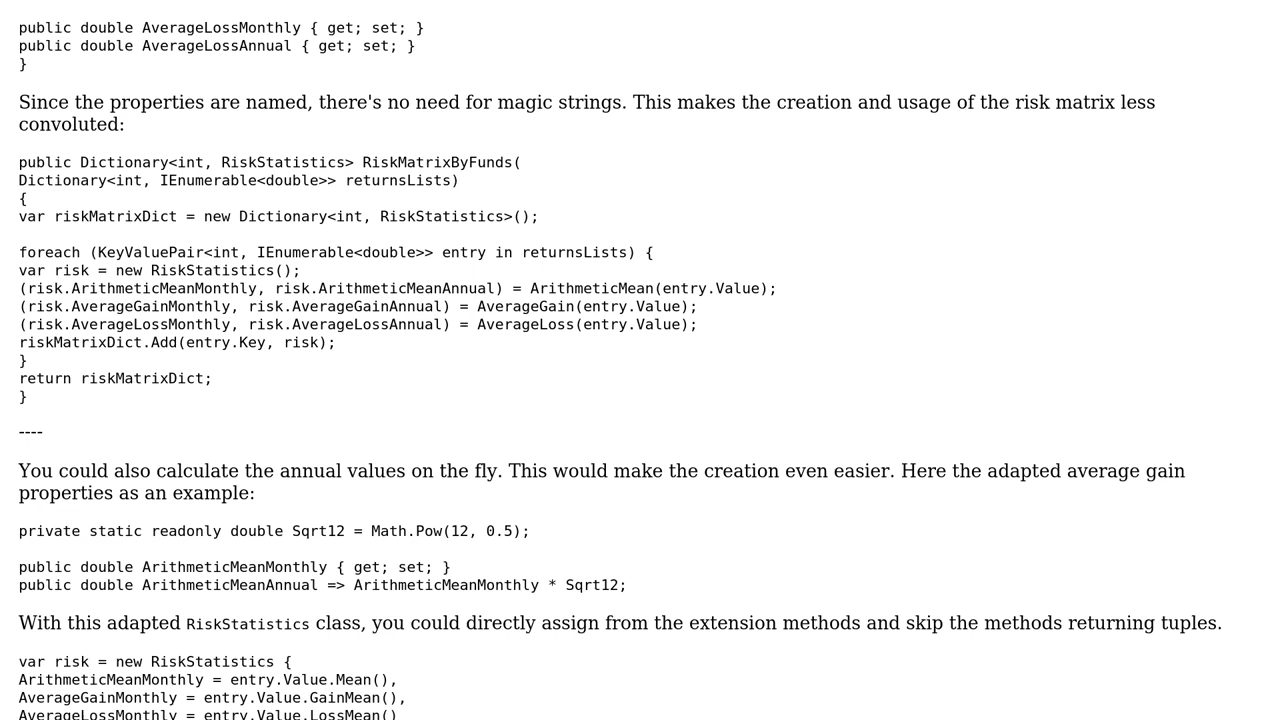 public double AverageLossMonthly { get; set; }
public double AverageLossAnnual { get; set; }
}
Since the properties are named, there's no need for magic strings. This makes the creation and usage of the risk matrix less
convoluted:
public Dictionary<int, RiskStatistics> RiskMatrixByFunds(
Dictionary<int, IEnumerable<double>> returnsLists)
{
var riskMatrixDict = new Dictionary<int, RiskStatistics>();
foreach (KeyValuePair<int, IEnumerable<double>> entry in returnsLists) {
var risk = new RiskStatistics();
(risk.ArithmeticMeanMonthly, risk.ArithmeticMeanAnnual) = ArithmeticMean(entry.Value);
(risk.AverageGainMonthly, risk.AverageGainAnnual) = AverageGain(entry.Value);
(risk.AverageLossMonthly, risk.AverageLossAnnual) = AverageLoss(entry.Value);
riskMatrixDict.Add(entry.Key, risk);
}
return riskMatrixDict;
}
----
You could also calculate the annual values on the fly. This would make the creation even easier. Here the adapted average gain
properties as an example:
private static readonly double Sqrt12 = Math.Pow(12, 0.5);
public double ArithmeticMeanMonthly { get; set; }
public double ArithmeticMeanAnnual => ArithmeticMeanMonthly * Sqrt12;
With this adapted RiskStatistics class, you could directly assign from the extension methods and skip the methods returning tuples.
var risk = new RiskStatistics {
ArithmeticMeanMonthly = entry.Value.Mean(),
AverageGainMonthly = entry.Value.GainMean(),
AverageLossMonthly = entry.Value.LossMean()